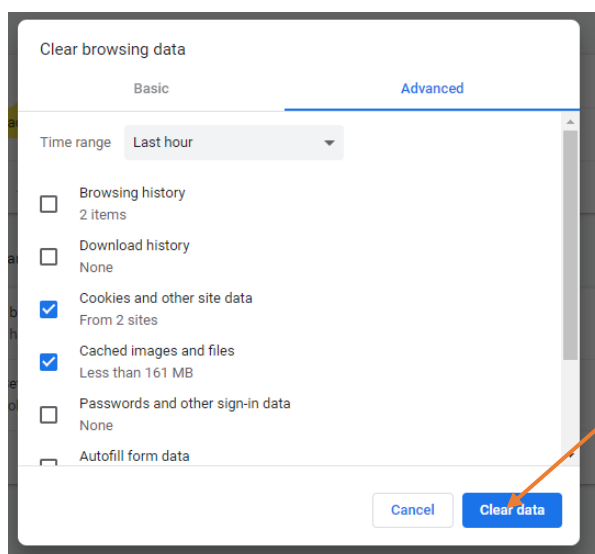 Clear browsing data
Basic Advanced
Time range Last hour
Browsing history
2 items
Download history
None
Cookies and other site data
From 2 sites
Cached images and files
Less than 161 MB
Passwords and other sign-in data
None
Autofill form data
Cancel Clear data